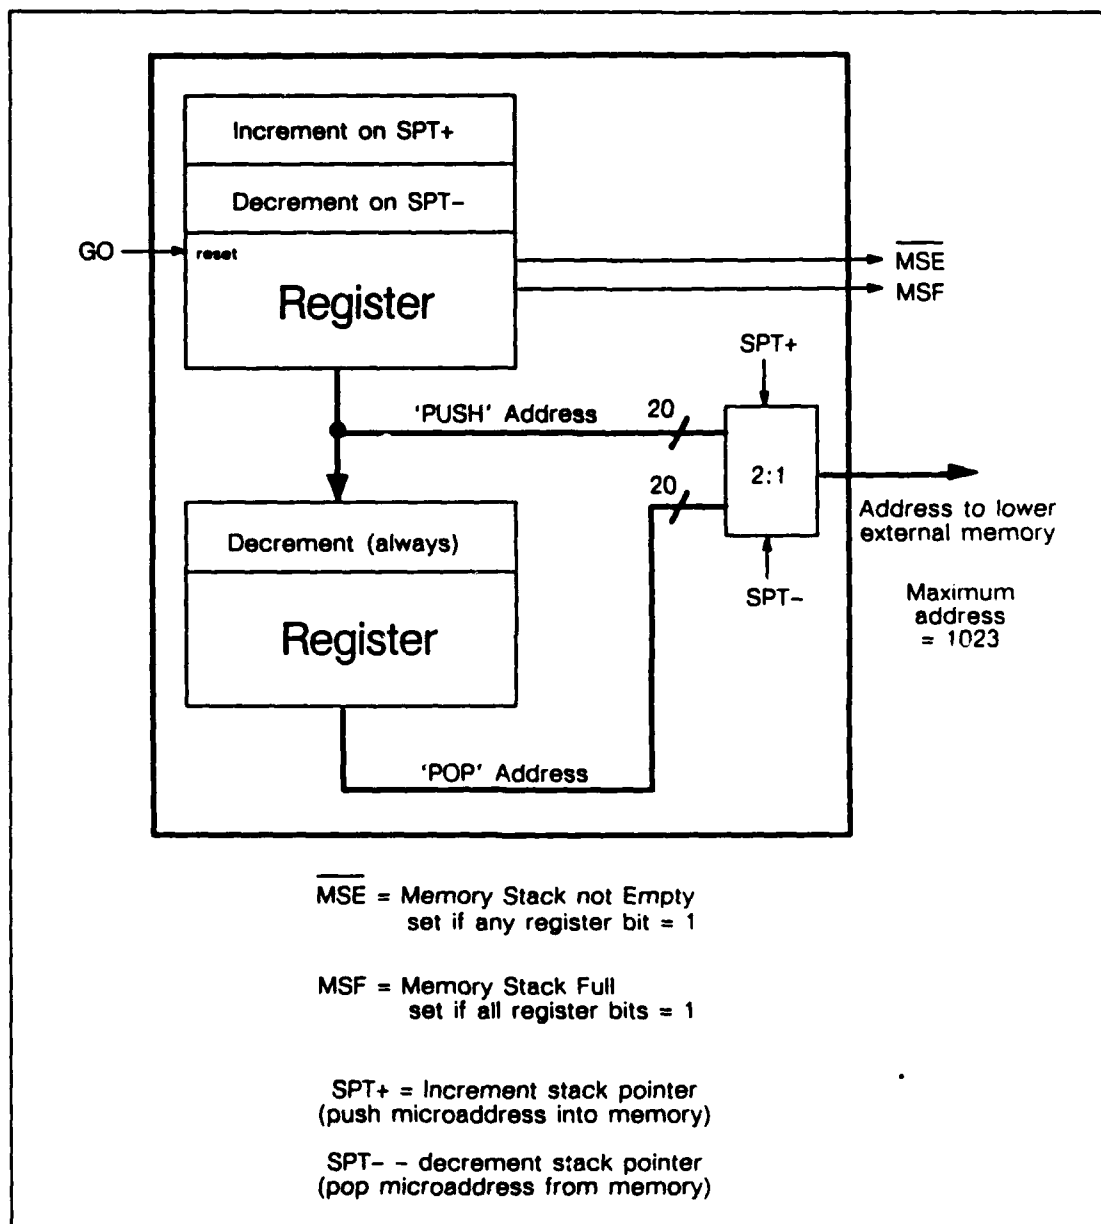 Increment on SPT+
Decrement on SPT-
GO
reset
Register
M̅S̅E̅
MSF
SPT+
'PUSH' Address
20
2:1
20
Address to lower
external memory
Decrement (always)
SPT-
Maximum
address
= 1023
Register
'POP' Address
M̅S̅E̅ = Memory Stack not Empty
set if any register bit = 1
MSF = Memory Stack Full
set if all register bits = 1
SPT+ = Increment stack pointer
(push microaddress into memory)
SPT- - decrement stack pointer
(pop microaddress from memory)